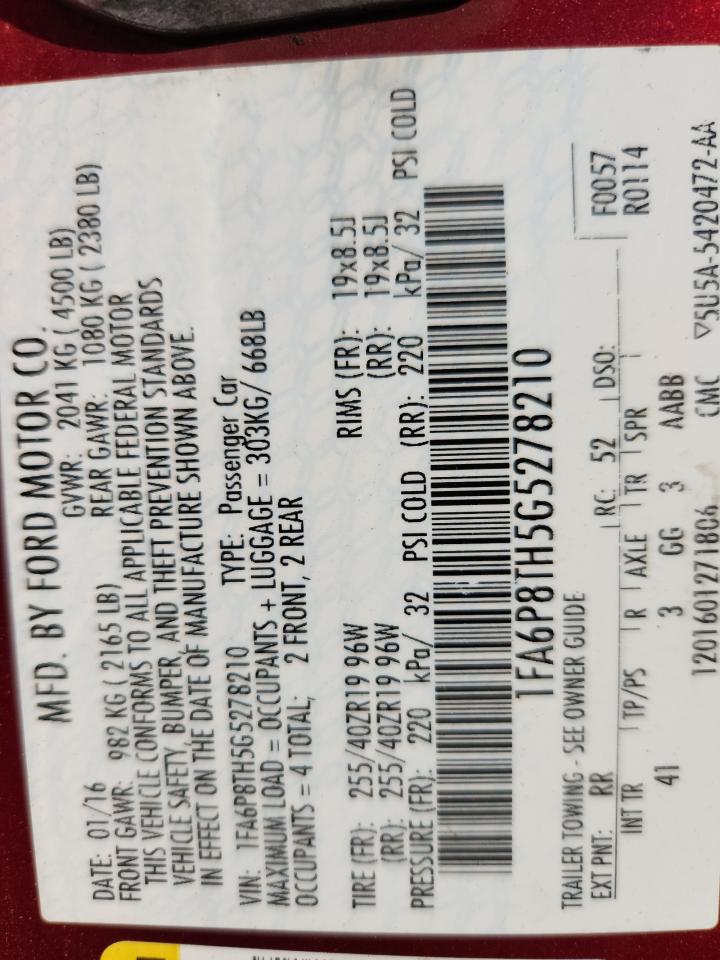 MFD. BY FORD MOTOR CO.
DATE: 01/16 GVWR: 2041 KG ( 4500 LB)
FRONT GAWR: 982 KG ( 2165 LB) REAR GAWR: 1080 KG ( 2380 LB)
THIS VEHICLE CONFORMS TO ALL APPLICABLE FEDERAL MOTOR
VEHICLE SAFETY, BUMPER, AND THEFT PREVENTION STANDARDS
IN EFFECT ON THE DATE OF MANUFACTURE SHOWN ABOVE.
VIN: 1FA6P8TH5G5278210 TYPE: Passenger Car
MAXIMUM LOAD = OCCUPANTS + LUGGAGE = 303KG/ 668LB
OCCUPANTS = 4 TOTAL; 2 FRONT, 2 REAR
TIRE (FR): 255/40ZR19 96W RIMS (FR): 19x8.5J
(RR): 255/40ZR19 96W (RR): 19x8.5J
PRESSURE (FR): 220 kPa/ 32 PSI COLD (RR): 220 kPa/ 32 PSI COLD
1FA6P8TH5G5278210
TRAILER TOWING - SEE OWNER GUIDE
F0057
R0114
EXT PNT: RR RC: 52 DSO:
INT TR TP/PS R AXLE TR SPR
41 3 GG 3 AABB
120160127180 CMC ▽5U5A-5420472-AA